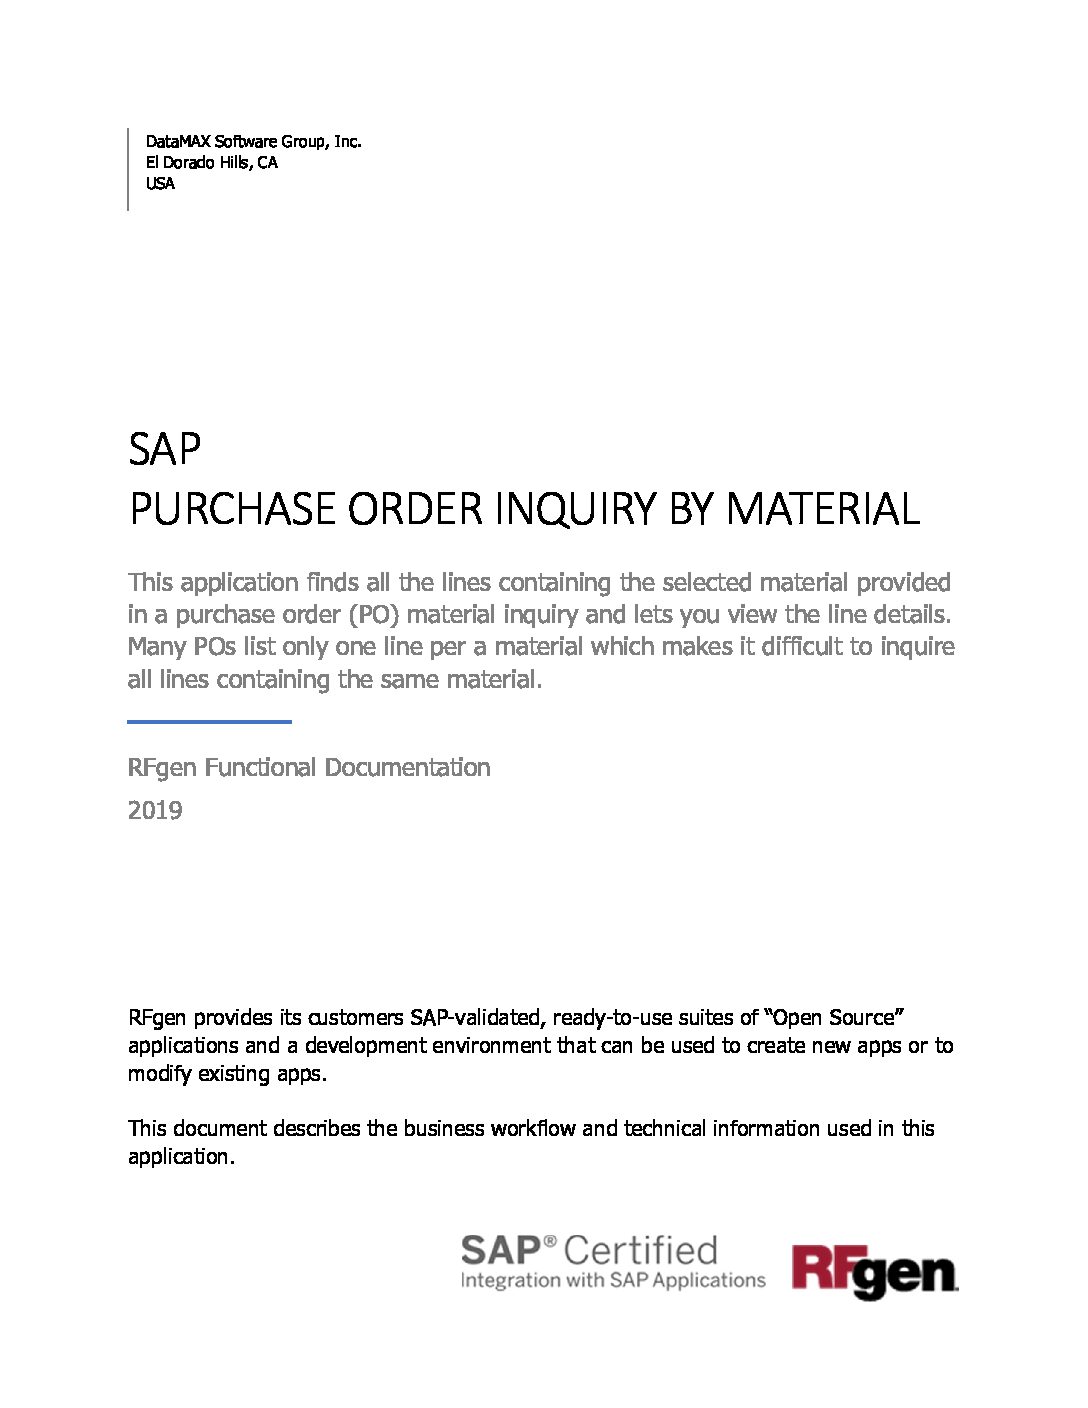 DataMAX Software Group, Inc.
El Dorado Hills, CA
USA
SAP
PURCHASE ORDER INQUIRY BY MATERIAL
This application finds all the lines containing the selected material provided
in a purchase order (PO) material inquiry and lets you view the line details.
Many POs list only one line per a material which makes it difficult to inquire
all lines containing the same material.
RFgen Functional Documentation
2019
RFgen provides its customers SAP-validated, ready-to-use suites of “Open Source”
applications and a development environment that can be used to create new apps or to
modify existing apps.
This document describes the business workflow and technical information used in this
application.
SAP® Certified
Integration with SAP Applications
RFgen